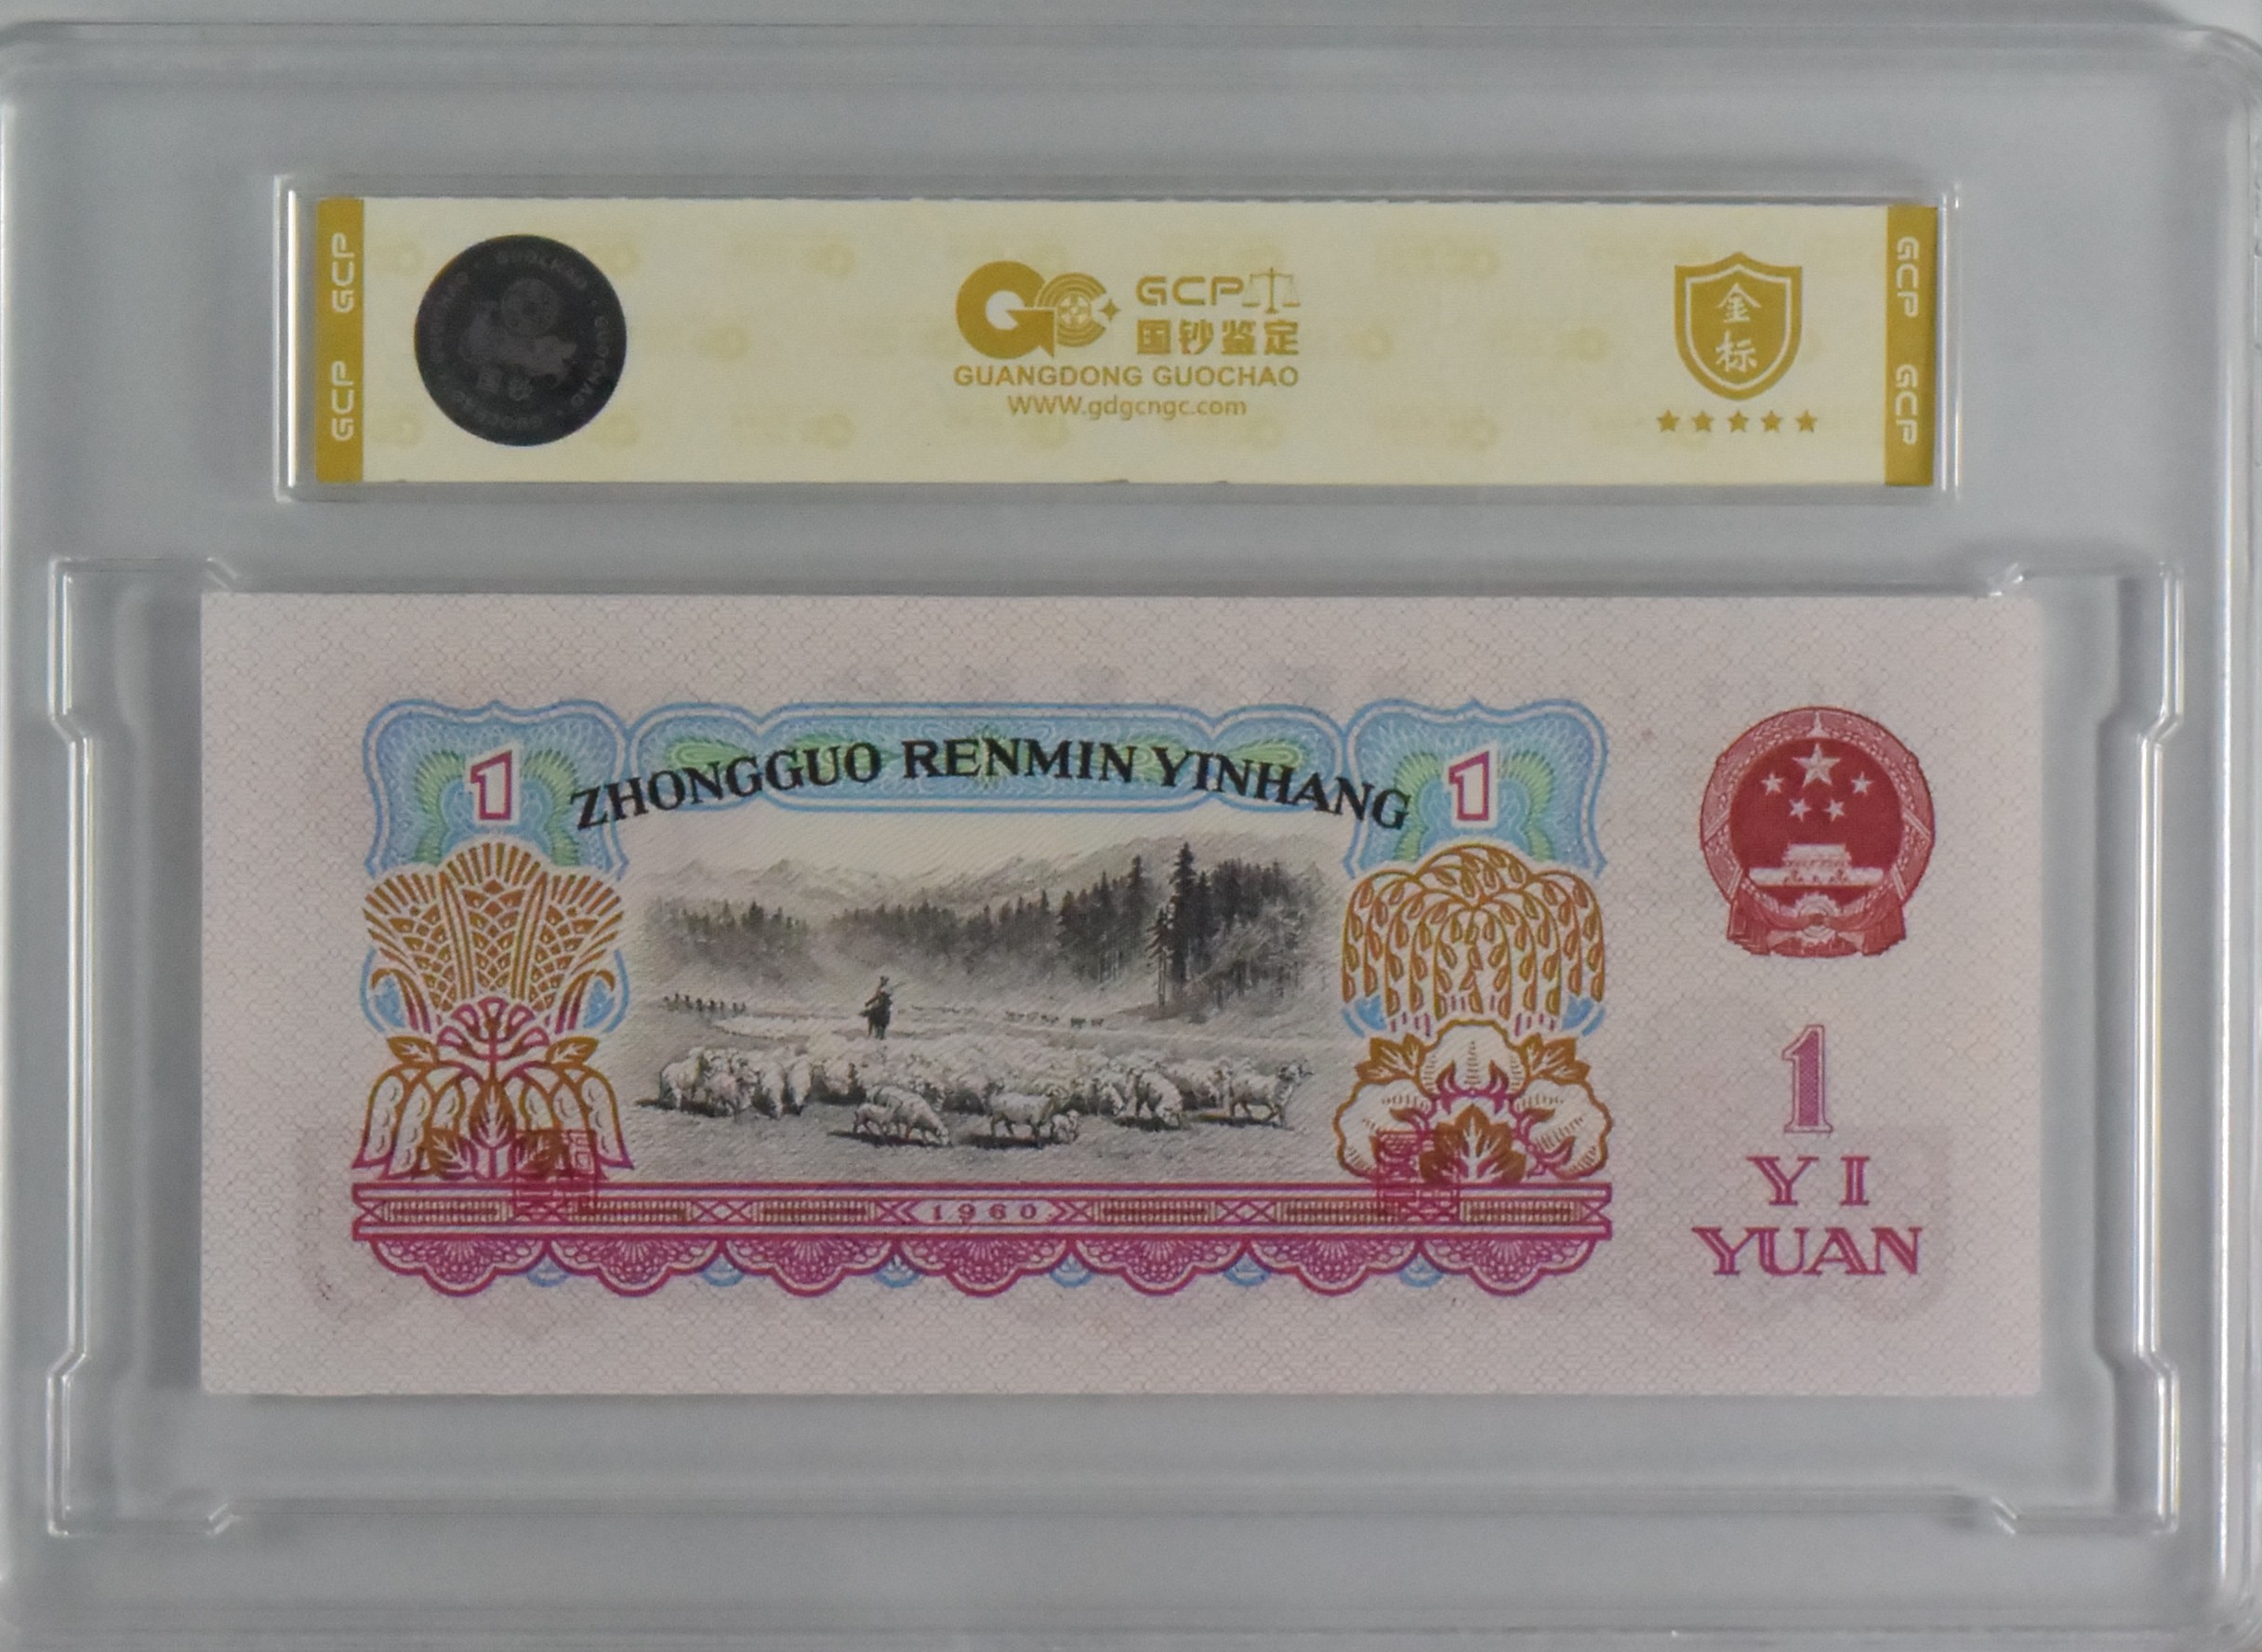 GCP GCP
GCP
国钞鉴定
GUANGDONG GUOCHAO
WWW.gdgcngc.com
金标
GCP GCP
1
ZHONGGUO RENMIN YINHANG
1
1960
1
YI
YUAN